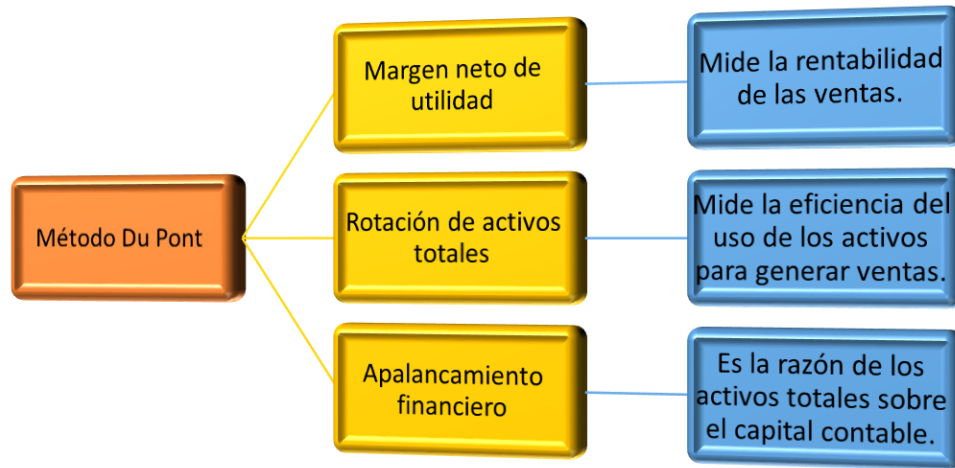 Método Du Pont
Margen neto de
utilidad
Mide la rentabilidad
de las ventas.
Rotación de activos
totales
Mide la eficiencia del
uso de los activos
para generar ventas.
Apalancamiento
financiero
Es la razón de los
activos totales sobre
el capital contable.